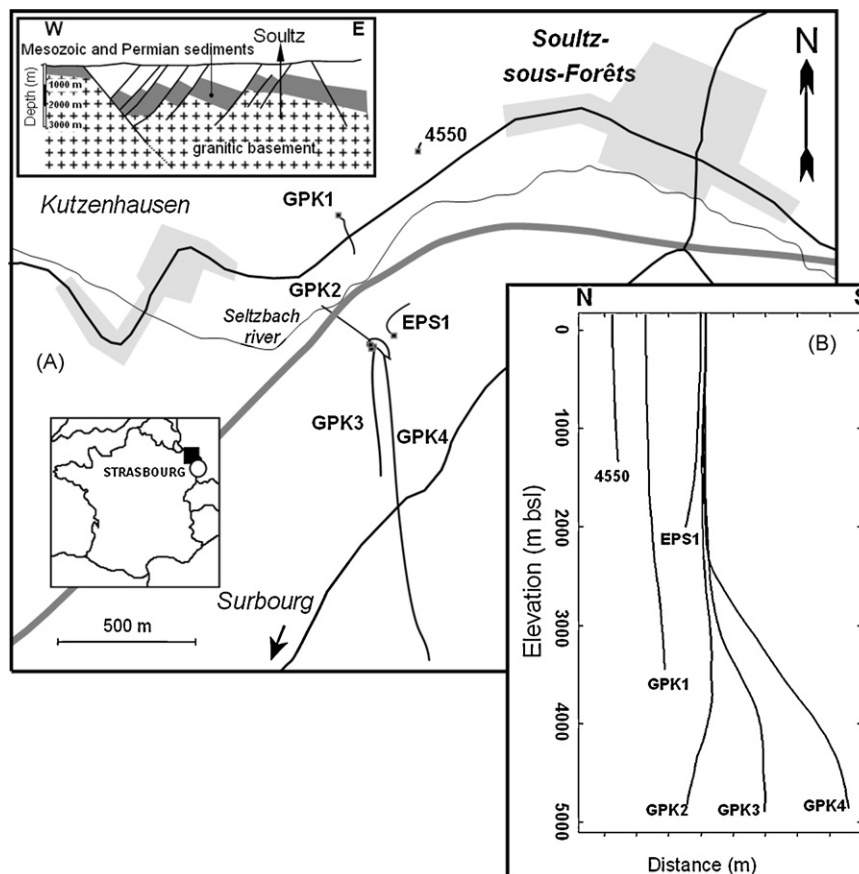 W
E
Soultz
Mesozoic and Permian sediments
Depth (m)
1000 m
2000 m
3000 m
granitic basement
Soultz-
sous-Forêts
N
4550
GPK1
Kutzenhausen
GPK2
Seltzbach
river
EPS1
(A)
GPK3
GPK4
STRASBOURG
Surbourg
500 m
N
S
(B)
0
1000
2000
3000
4000
5000
Elevation (m bsl)
4550
EPS1
GPK1
GPK2
GPK3
GPK4
Distance (m)